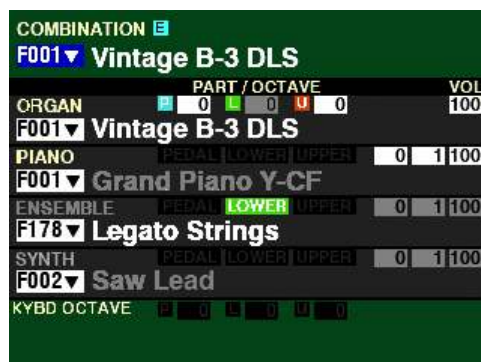 COMBINATION E
F001▼ Vintage B-3 DLS
PART / OCTAVE VOL
ORGAN P 0 L 0 U 0 100
F001▼ Vintage B-3 DLS
PIANO PEDAL LOWER UPPER 0 1 100
F001▼ Grand Piano Y-CF
ENSEMBLE PEDAL LOWER UPPER 0 1 100
F178▼ Legato Strings
SYNTH PEDAL LOWER UPPER 0 1 100
F002▼ Saw Lead
KYBD OCTAVE P 0 L 0 U 0